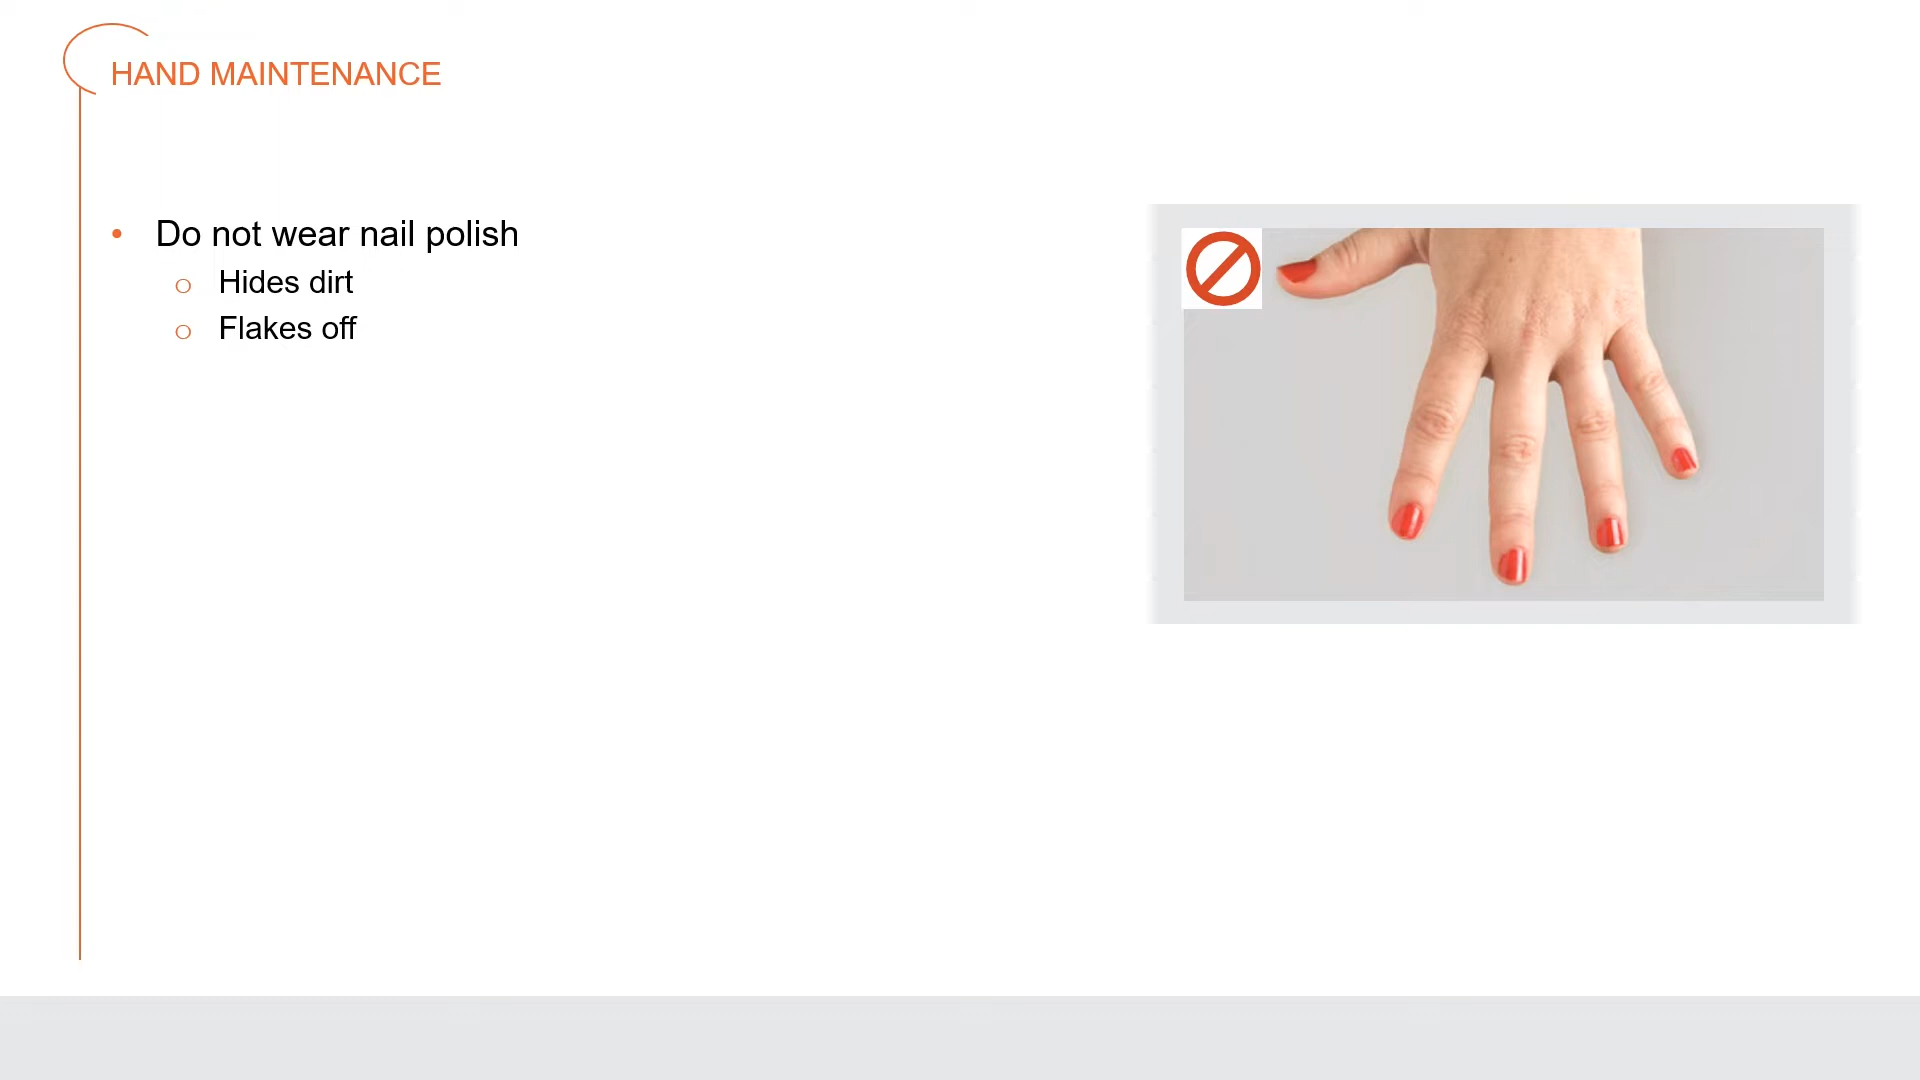 HAND MAINTENANCE
• Do not wear nail polish
o Hides dirt
o Flakes off